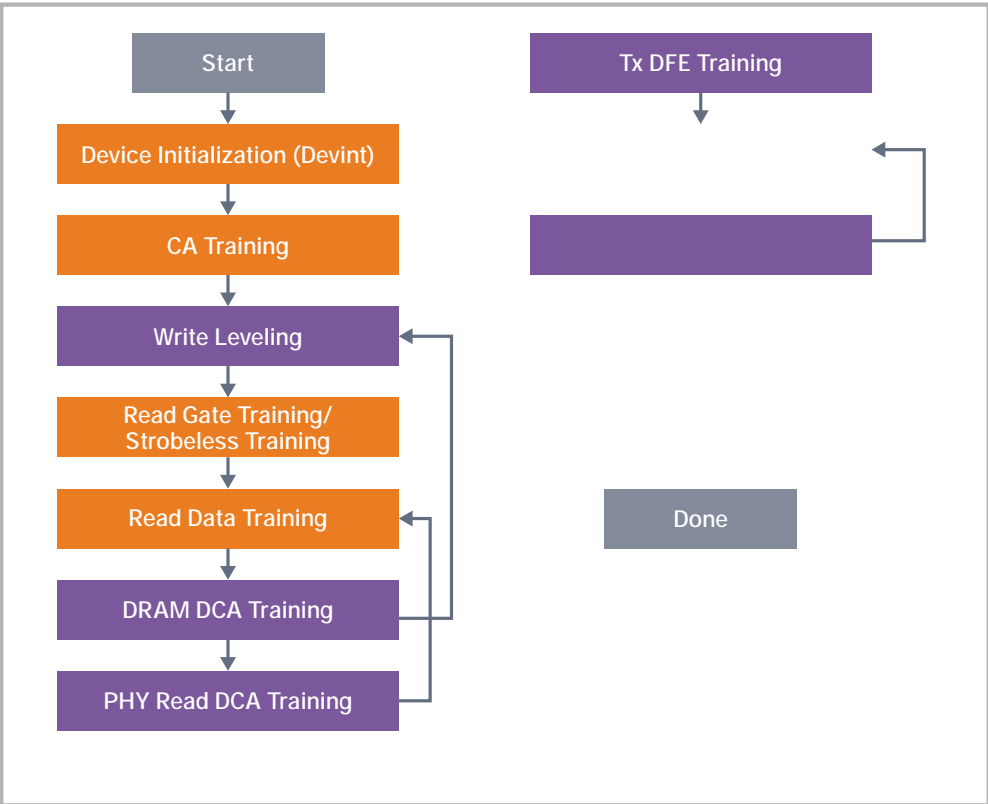 Start
Device Initialization (Devint)
CA Training
Write Leveling
Read Gate Training/
Strobeless Training
Read Data Training
DRAM DCA Training
PHY Read DCA Training
Tx DFE Training
Done